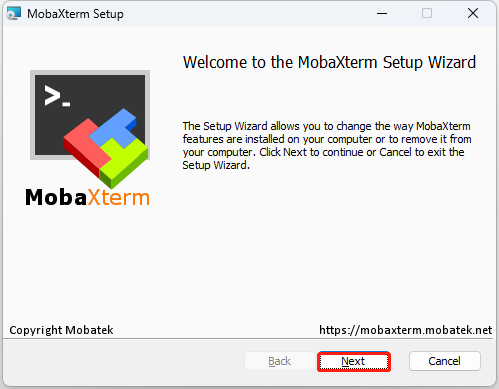 MobaXterm Setup
Welcome to the MobaXterm Setup Wizard
>_
MobaXterm
The Setup Wizard allows you to change the way MobaXterm
features are installed on your computer or to remove it from
your computer. Click Next to continue or Cancel to exit the
Setup Wizard.
Copyright Mobatek
https://mobaxterm.mobatek.net
Back
Next
Cancel